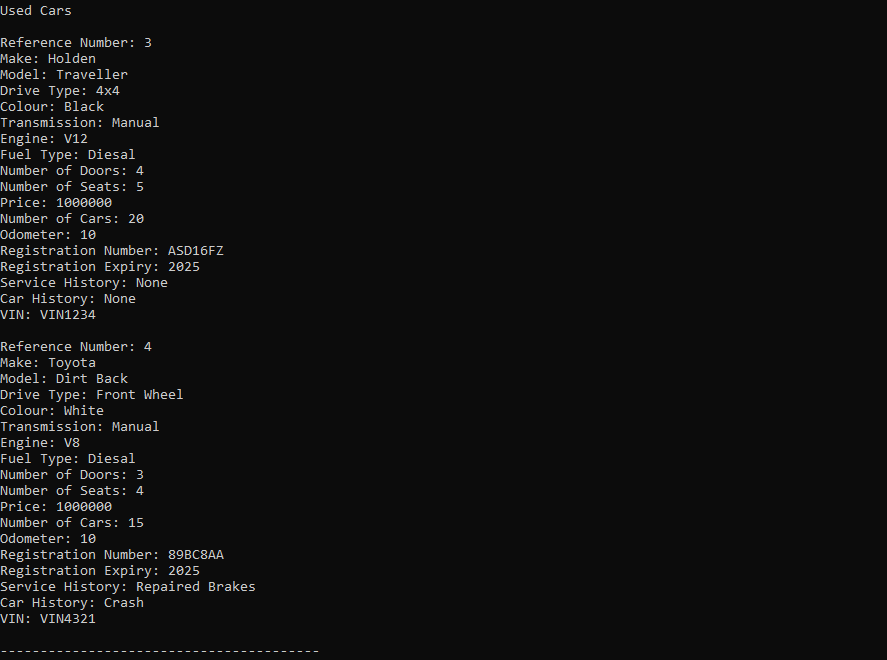 Used Cars
Reference Number: 3
Make: Holden
Model: Traveller
Drive Type: 4x4
Colour: Black
Transmission: Manual
Engine: V12
Fuel Type: Diesal
Number of Doors: 4
Number of Seats: 5
Price: 1000000
Number of Cars: 20
Odometer: 10
Registration Number: ASD16FZ
Registration Expiry: 2025
Service History: None
Car History: None
VIN: VIN1234
Reference Number: 4
Make: Toyota
Model: Dirt Back
Drive Type: Front Wheel
Colour: White
Transmission: Manual
Engine: V8
Fuel Type: Diesal
Number of Doors: 3
Number of Seats: 4
Price: 1000000
Number of Cars: 15
Odometer: 10
Registration Number: 89BC8AA
Registration Expiry: 2025
Service History: Repaired Brakes
Car History: Crash
VIN: VIN4321
----------------------------------------